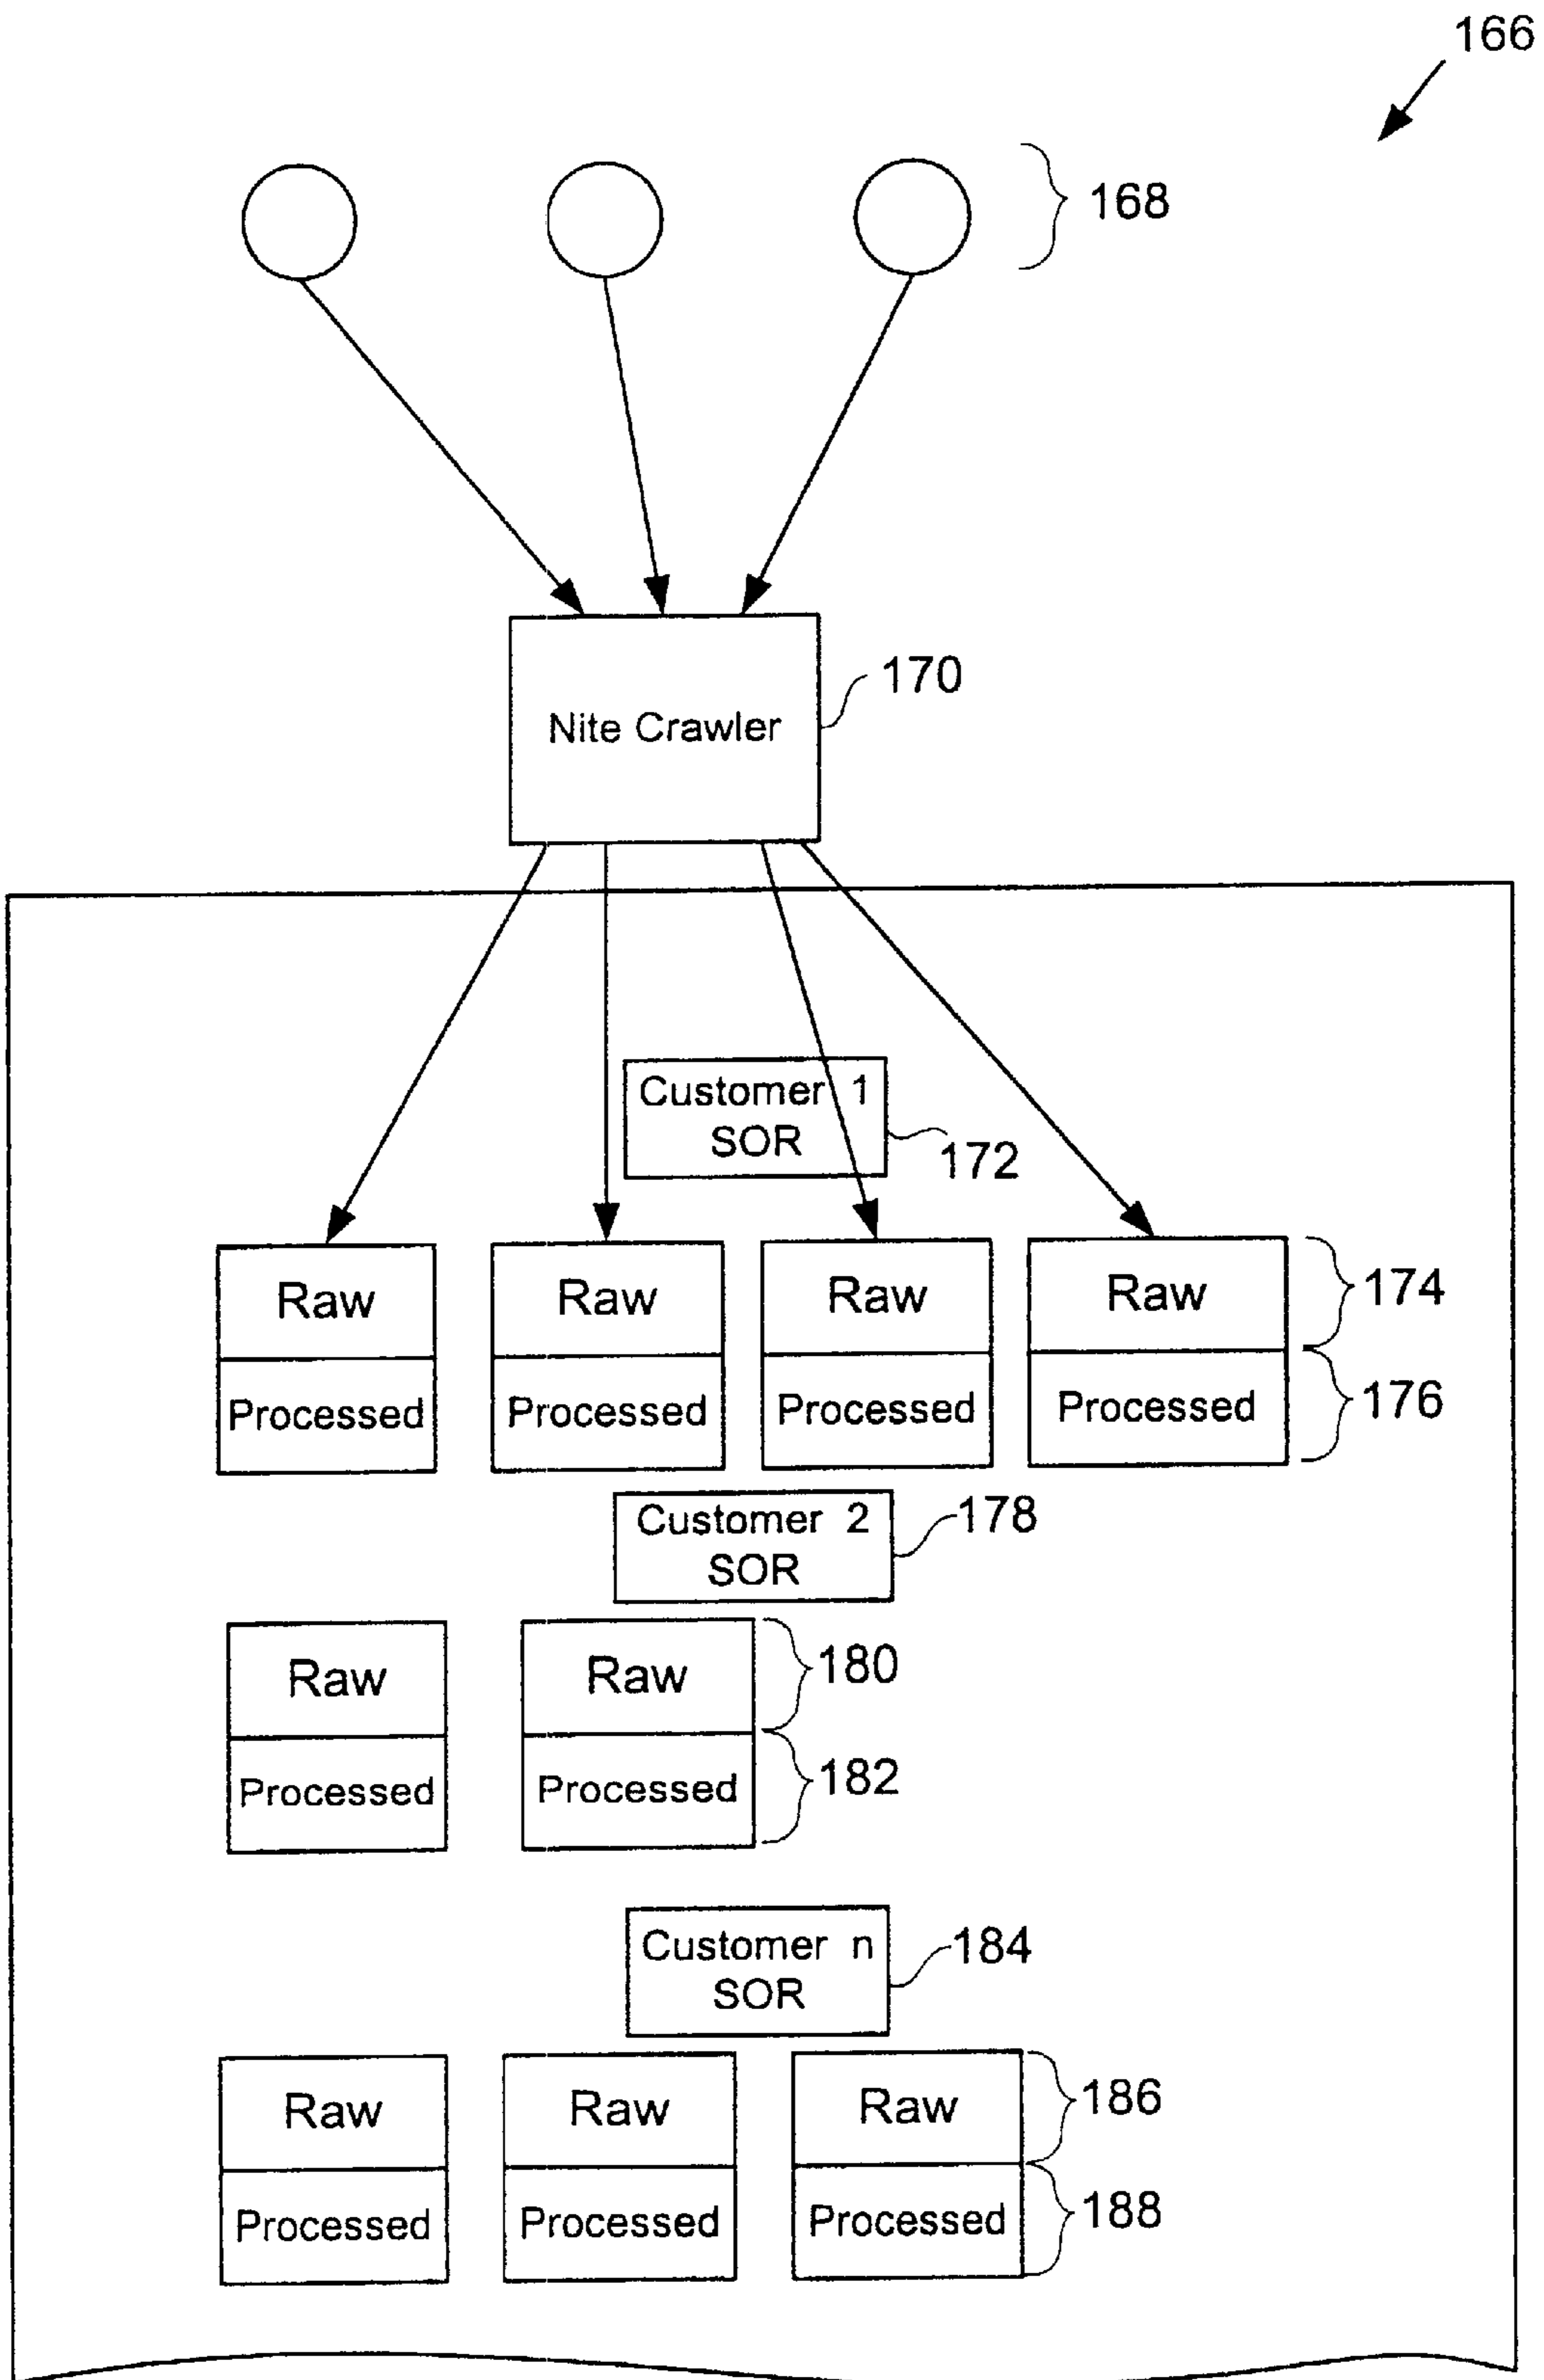 166
168
170
Nite Crawler
Customer 1
SOR
172
Raw Raw Raw Raw 174
Processed Processed Processed Processed 176
Customer 2
SOR
178
Raw Raw 180
Processed Processed 182
Customer n
SOR
184
Raw Raw Raw 186
Processed Processed Processed 188